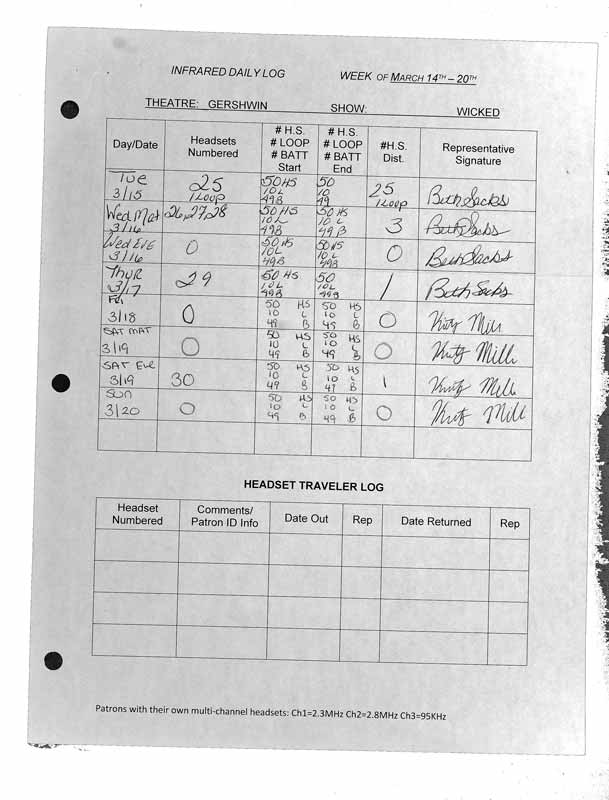 INFRARED DAILY LOG WEEK OF MARCH 14TH – 20TH
THEATRE: GERSHWIN SHOW: WICKED
Day/Date Headsets Numbered # H.S. # LOOP # BATT Start # H.S. # LOOP # BATT End #H.S. Dist. Representative Signature
Tue 3/15 25 1 Loop 50 HS 10 L 49 B 50 10 49 25 1 Loop Beth Sacks
Wed Mat 3/16 26, 27, 28 50 HS 10 L 49 B 50 HS 10 L 49 B 3 Beth Sacks
Wed Eve 3/16 0 50 HS 10 L 49 B 50 HS 10 L 49 B 0 Beth Sacks
Thur 3/17 29 50 HS 10 L 49 B 50 10 L 49 B 1 Beth Sacks
Fri 3/18 0 50 HS 10 L 49 B 50 HS 10 L 49 B 0
SAT MAT 3/19 0 50 HS 10 L 49 B 50 HS 10 L 49 B 0
SAT Eve 3/19 30 50 HS 10 L 49 B 50 HS 10 L 49 B 1
SUN 3/20 0 50 HS 10 L 49 B 50 HS 10 L 49 B 0
HEADSET TRAVELER LOG
Headset Numbered Comments/ Patron ID Info Date Out Rep Date Returned Rep
Patrons with their own multi-channel headsets: Ch1=2.3MHz Ch2=2.8MHz Ch3=95KHz